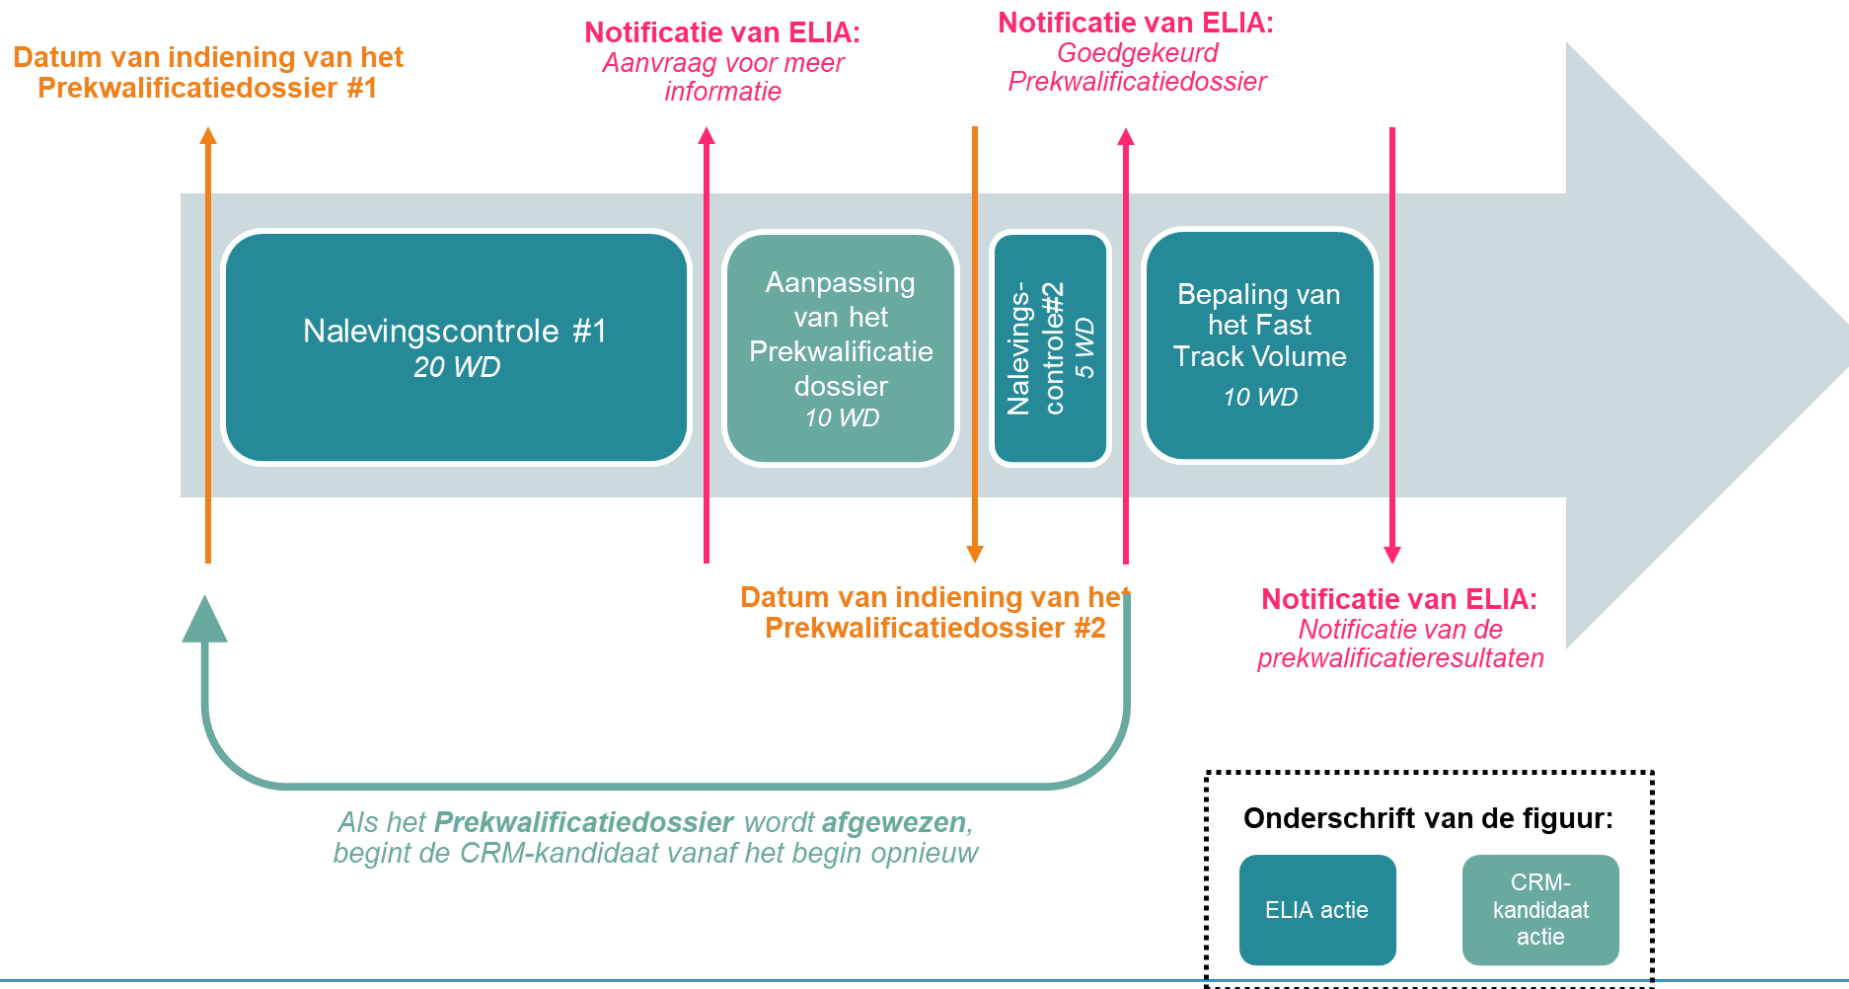 Datum van indiening van het
Prekwalificatiedossier #1
Notificatie van ELIA:
Aanvraag voor meer
informatie
Notificatie van ELIA:
Goedgekeurd
Prekwalificatiedossier
Nalevingscontrole #1
20 WD
Aanpassing
van het
Prekwalificatie
dossier
10 WD
Nalevings-
controle#2
5 WD
Bepaling van
het Fast
Track Volume
10 WD
Datum van indiening van het
Prekwalificatiedossier #2
Notificatie van ELIA:
Notificatie van de
prekwalificatieresultaten
Als het Prekwalificatiedossier wordt afgewezen,
begint de CRM-kandidaat vanaf het begin opnieuw
Onderschrift van de figuur:
ELIA actie
CRM-
kandidaat
actie